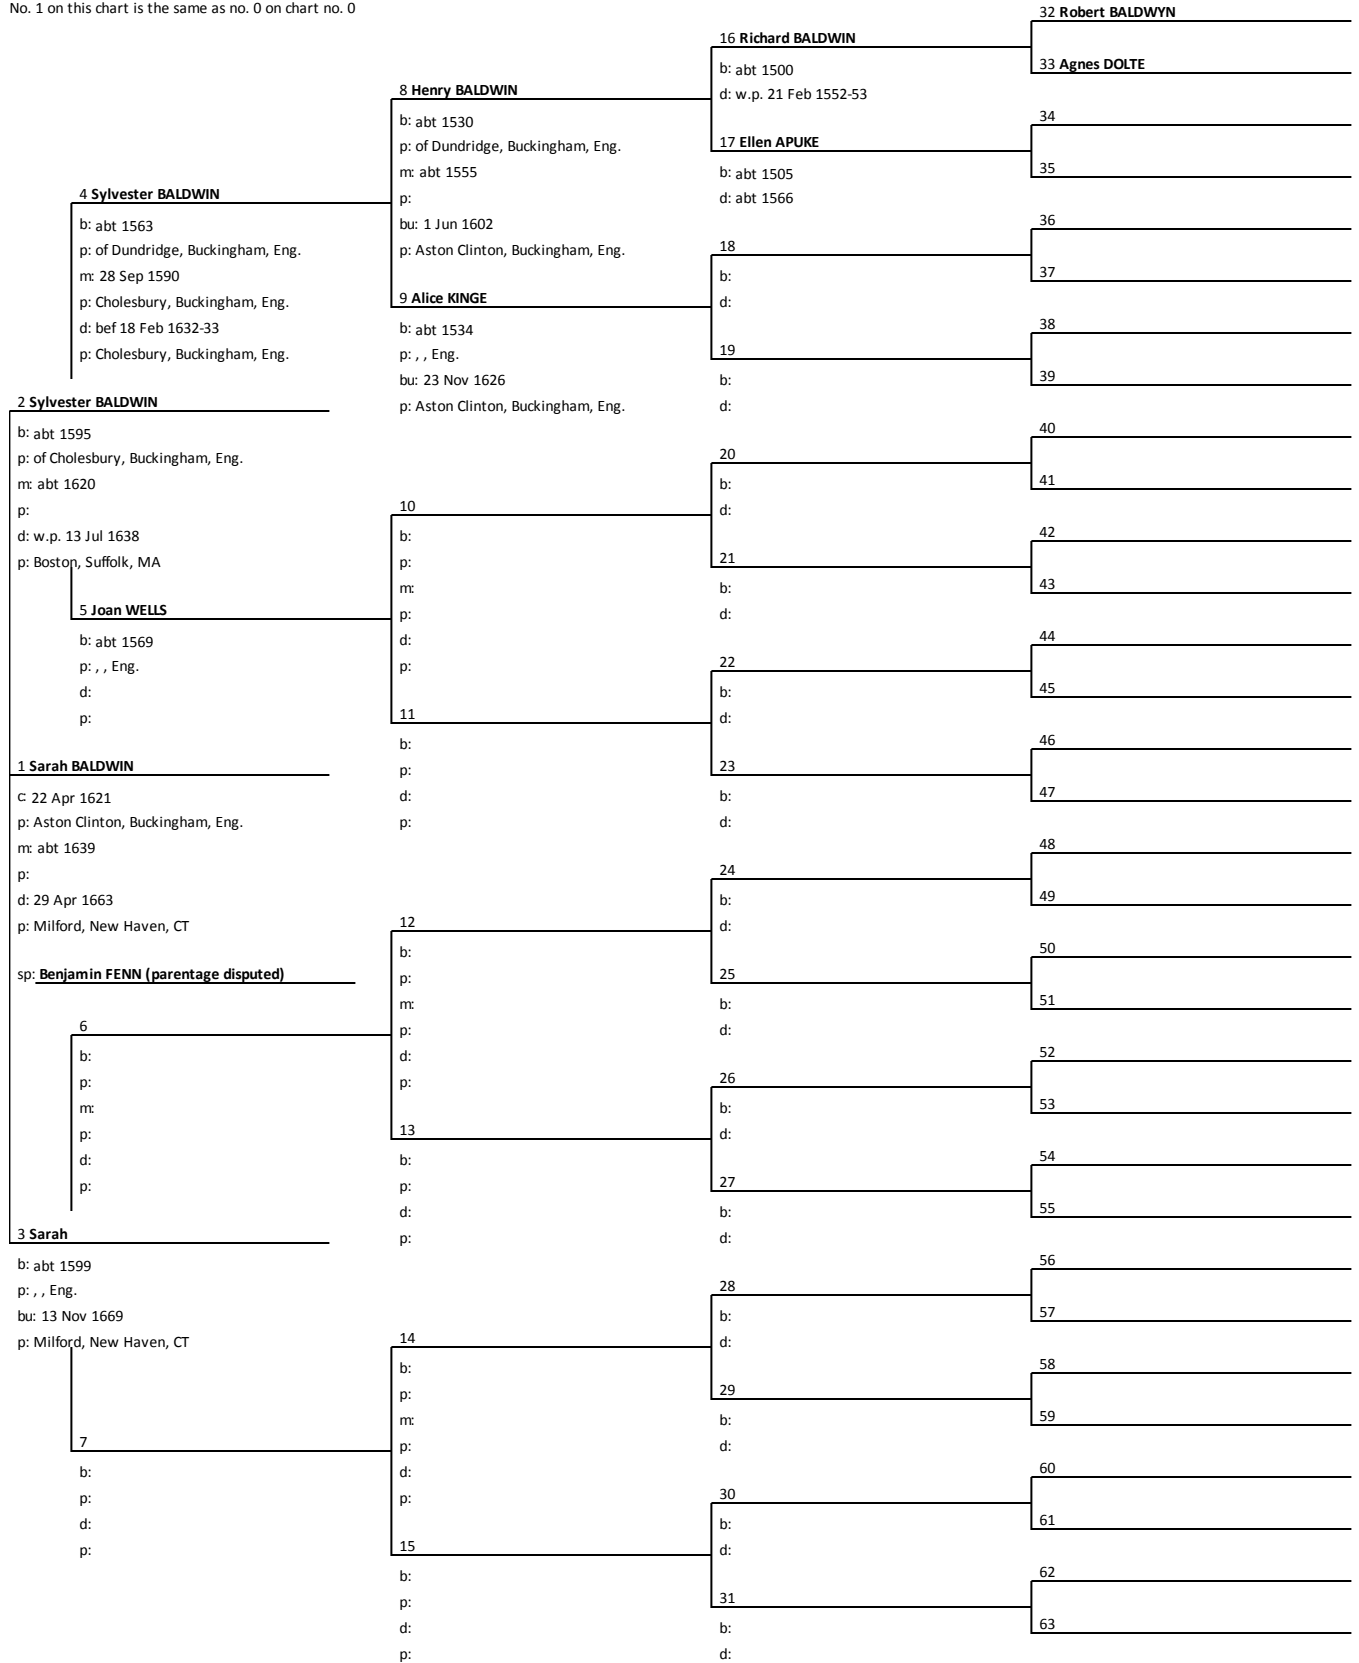 No. 1 on this chart is the same as no. 0 on chart no. 0
4 Sylvester BALDWIN
b: abt 1563
p: of Dundridge, Buckingham, Eng.
m: 28 Sep 1590
p: Cholesbury, Buckingham, Eng.
d: bef 18 Feb 1632-33
p: Cholesbury, Buckingham, Eng.
2 Sylvester BALDWIN
b: abt 1595
p: of Cholesbury, Buckingham, Eng.
m: abt 1620
p:
d: w.p. 13 Jul 1638
p: Boston, Suffolk, MA
5 Joan WELLS
b: abt 1569
p: , , Eng.
d:
p:
1 Sarah BALDWIN
c: 22 Apr 1621
p: Aston Clinton, Buckingham, Eng.
m: abt 1639
p:
d: 29 Apr 1663
p: Milford, New Haven, CT
sp: Benjamin FENN (parentage disputed)
6
b:
p:
m:
p:
d:
p:
3 Sarah
b: abt 1599
p: , , Eng.
bu: 13 Nov 1669
p: Milford, New Haven, CT
7
b:
p:
d:
p:
8 Henry BALDWIN
b: abt 1530
p: of Dundridge, Buckingham, Eng.
m: abt 1555
p:
bu: 1 Jun 1602
p: Aston Clinton, Buckingham, Eng.
9 Alice KINGE
b: abt 1534
p: , , Eng.
bu: 23 Nov 1626
p: Aston Clinton, Buckingham, Eng.
10
b:
p:
m:
p:
d:
p:
11
b:
p:
d:
p:
12
b:
p:
m:
p:
d:
p:
13
b:
p:
d:
p:
14
b:
p:
m:
p:
d:
p:
15
b:
p:
d:
p:
16 Richard BALDWIN
b: abt 1500
d: w.p. 21 Feb 1552-53
17 Ellen APUKE
b: abt 1505
d: abt 1566
18
b:
d:
19
b:
d:
20
b:
d:
21
b:
d:
22
b:
d:
23
b:
d:
24
b:
d:
25
b:
d:
26
b:
d:
27
b:
d:
28
b:
d:
29
b:
d:
30
b:
d:
31
b:
d:
32 Robert BALDWYN
33 Agnes DOLTE
34
35
36
37
38
39
40
41
42
43
44
45
46
47
48
49
50
51
52
53
54
55
56
57
58
59
60
61
62
63